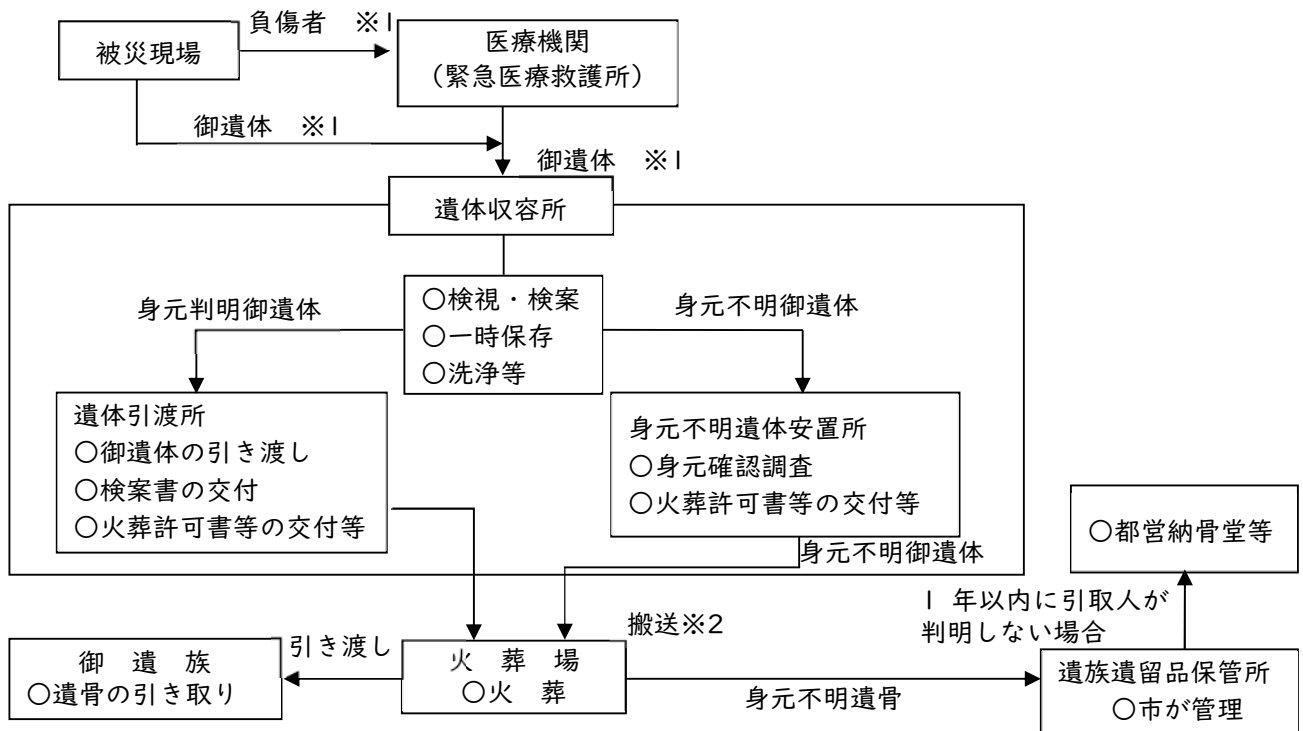 負傷者　※1
被災現場
医療機関
（緊急医療救護所）
御遺体　※1
御遺体　※1
遺体収容所
○検視・検案
○一時保存
○洗浄等
身元判明御遺体
身元不明御遺体
遺体引渡所
○御遺体の引き渡し
○検案書の交付
○火葬許可書等の交付等
身元不明遺体安置所
○身元確認調査
○火葬許可書等の交付等
身元不明御遺体
○都営納骨堂等
1 年以内に引取人が
判明しない場合
搬送※2
引き渡し
御　遺　族
○遺骨の引き取り
火　葬　場
○火　葬
身元不明遺骨
遺族遺留品保管所
○市が管理